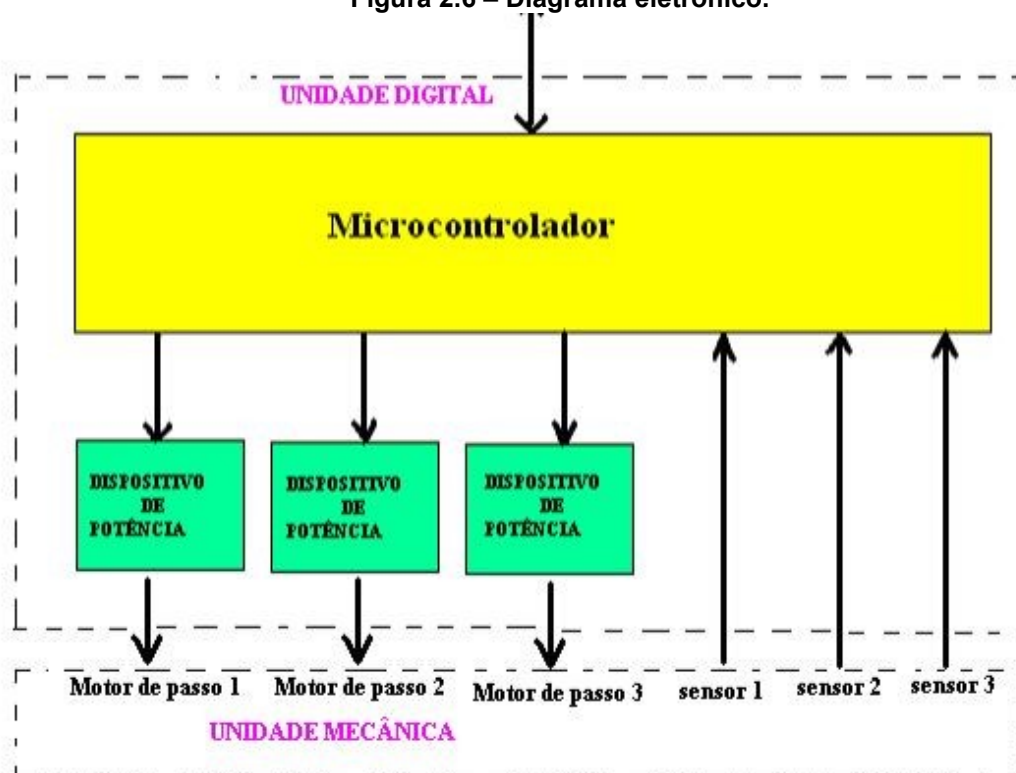 Figura 2.6 – Diagrama eletrônico.
UNIDADE DIGITAL
Microcontrolador
DISPOSITIVO
DE
POTÊNCIA
DISPOSITIVO
DE
POTÊNCIA
DISPOSITIVO
DE
POTÊNCIA
Motor de passo 1
Motor de passo 2
Motor de passo 3
sensor 1
sensor 2
sensor 3
UNIDADE MECÂNICA